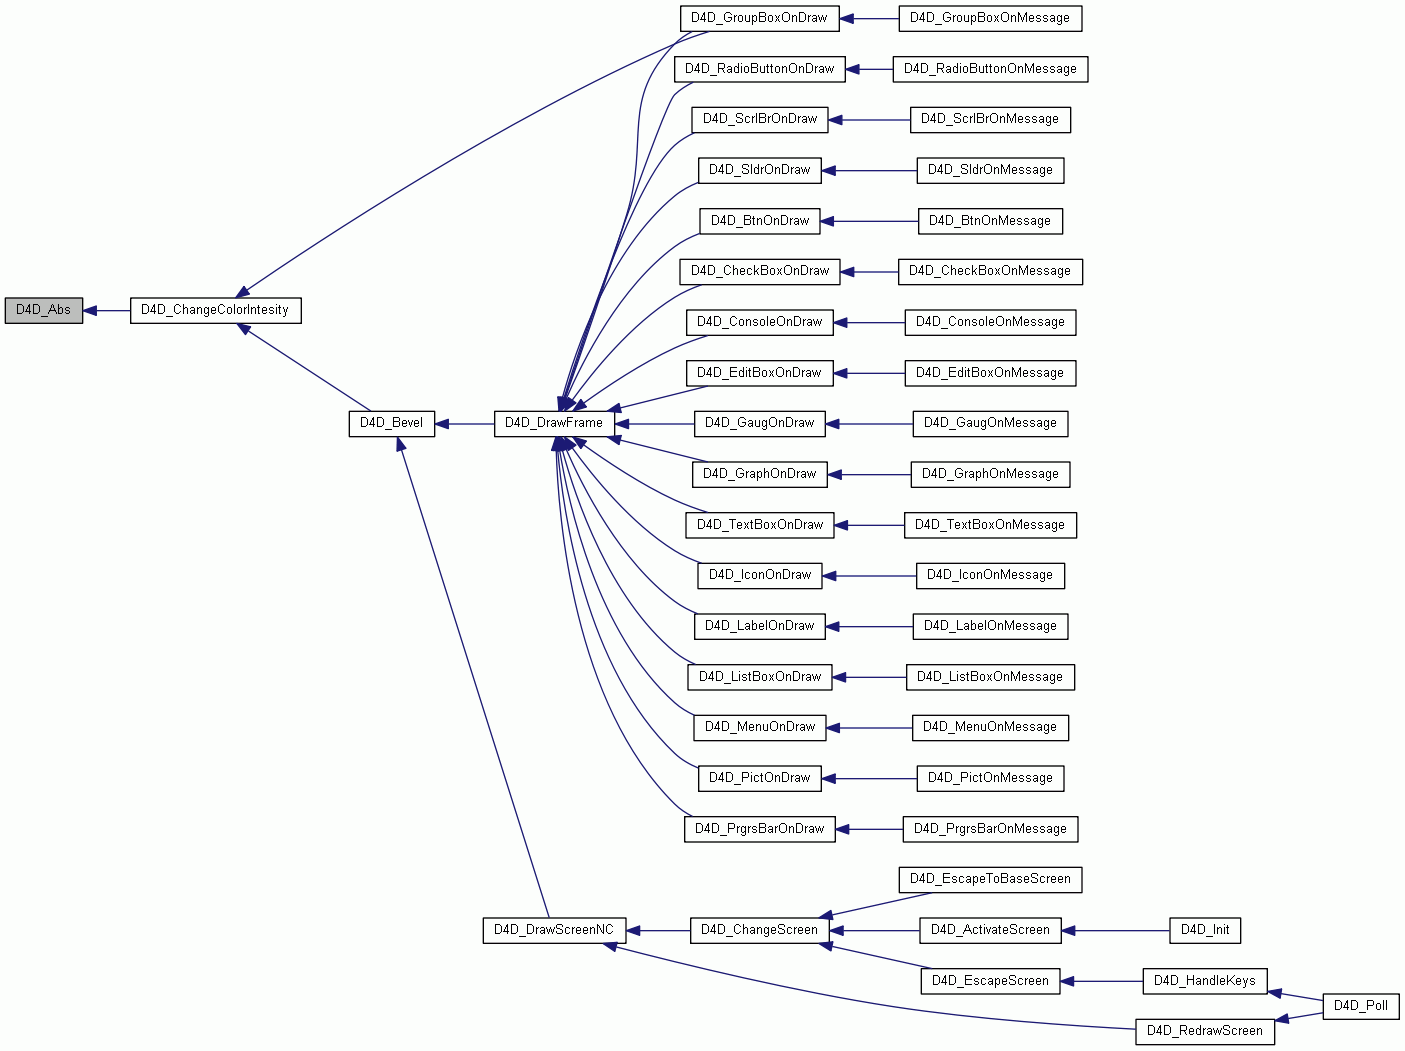 D4D_GroupBoxOnDraw D4D_GroupBoxOnMessage
D4D_RadioButtonOnDraw D4D_RadioButtonOnMessage
D4D_ScrlBrOnDraw D4D_ScrlBrOnMessage
D4D_SldrOnDraw D4D_SldrOnMessage
D4D_BtnOnDraw D4D_BtnOnMessage
D4D_CheckBoxOnDraw D4D_CheckBoxOnMessage
D4D_Abs D4D_ChangeColorIntesity
D4D_ConsoleOnDraw D4D_ConsoleOnMessage
D4D_EditBoxOnDraw D4D_EditBoxOnMessage
D4D_Bevel D4D_DrawFrame D4D_GaugOnDraw D4D_GaugOnMessage
D4D_GraphOnDraw D4D_GraphOnMessage
D4D_TextBoxOnDraw D4D_TextBoxOnMessage
D4D_IconOnDraw D4D_IconOnMessage
D4D_LabelOnDraw D4D_LabelOnMessage
D4D_ListBoxOnDraw D4D_ListBoxOnMessage
D4D_MenuOnDraw D4D_MenuOnMessage
D4D_PictOnDraw D4D_PictOnMessage
D4D_PrgrsBarOnDraw D4D_PrgrsBarOnMessage
D4D_EscapeToBaseScreen
D4D_DrawScreenNC D4D_ChangeScreen D4D_ActivateScreen D4D_Init
D4D_EscapeScreen D4D_HandleKeys
D4D_Poll
D4D_RedrawScreen